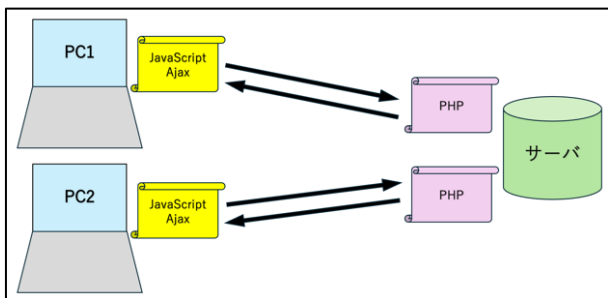 PC1
JavaScript
Ajax
PHP
サーバ
PC2
JavaScript
Ajax
PHP